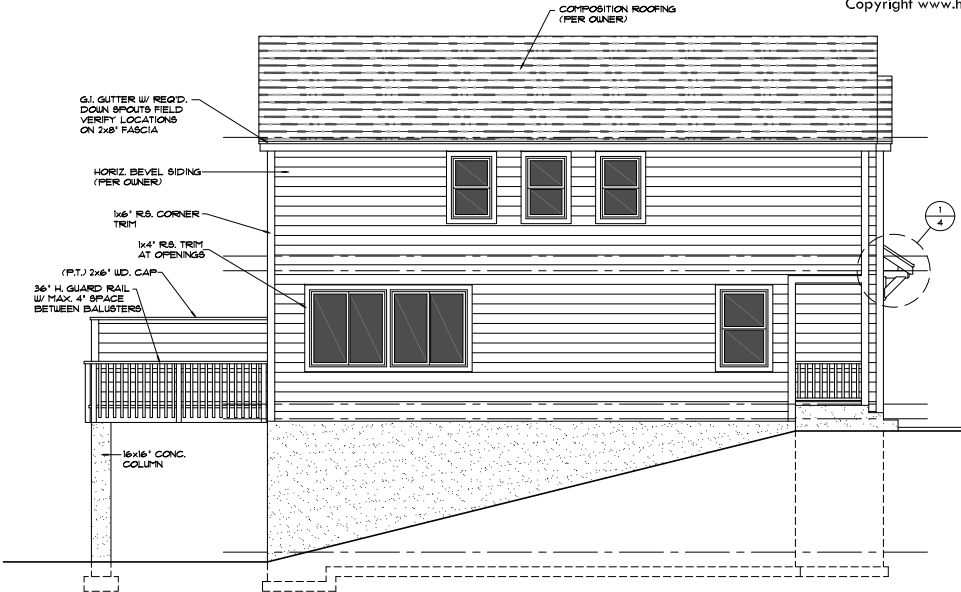 Copyright www.h
COMPOSITION ROOFING
(PER OWNER)
G.I. GUTTER W/ REQ'D.
DOWN SPOUTS FIELD
VERIFY LOCATIONS
ON 2x8" FASCIA
HORIZ. BEVEL SIDING
(PER OWNER)
1x6" R.S. CORNER
TRIM
1x4" R.S. TRIM
AT OPENINGS
(P.T.) 2x6" WD. CAP
36" H. GUARD RAIL
W/ MAX. 4" SPACE
BETWEEN BALUSTERS
1
4
16x16" CONC.
COLUMN